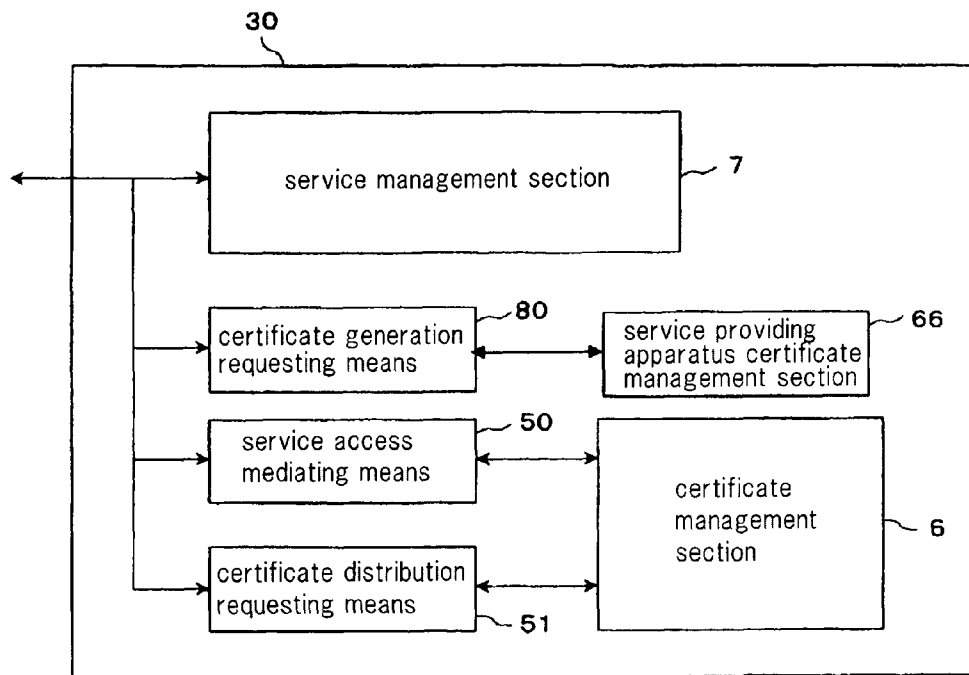 30
service management section
7
certificate generation
requesting means
80
service providing
apparatus certificate
management section
66
service access
mediating means
50
certificate
management
section
6
certificate distribution
requesting means
51